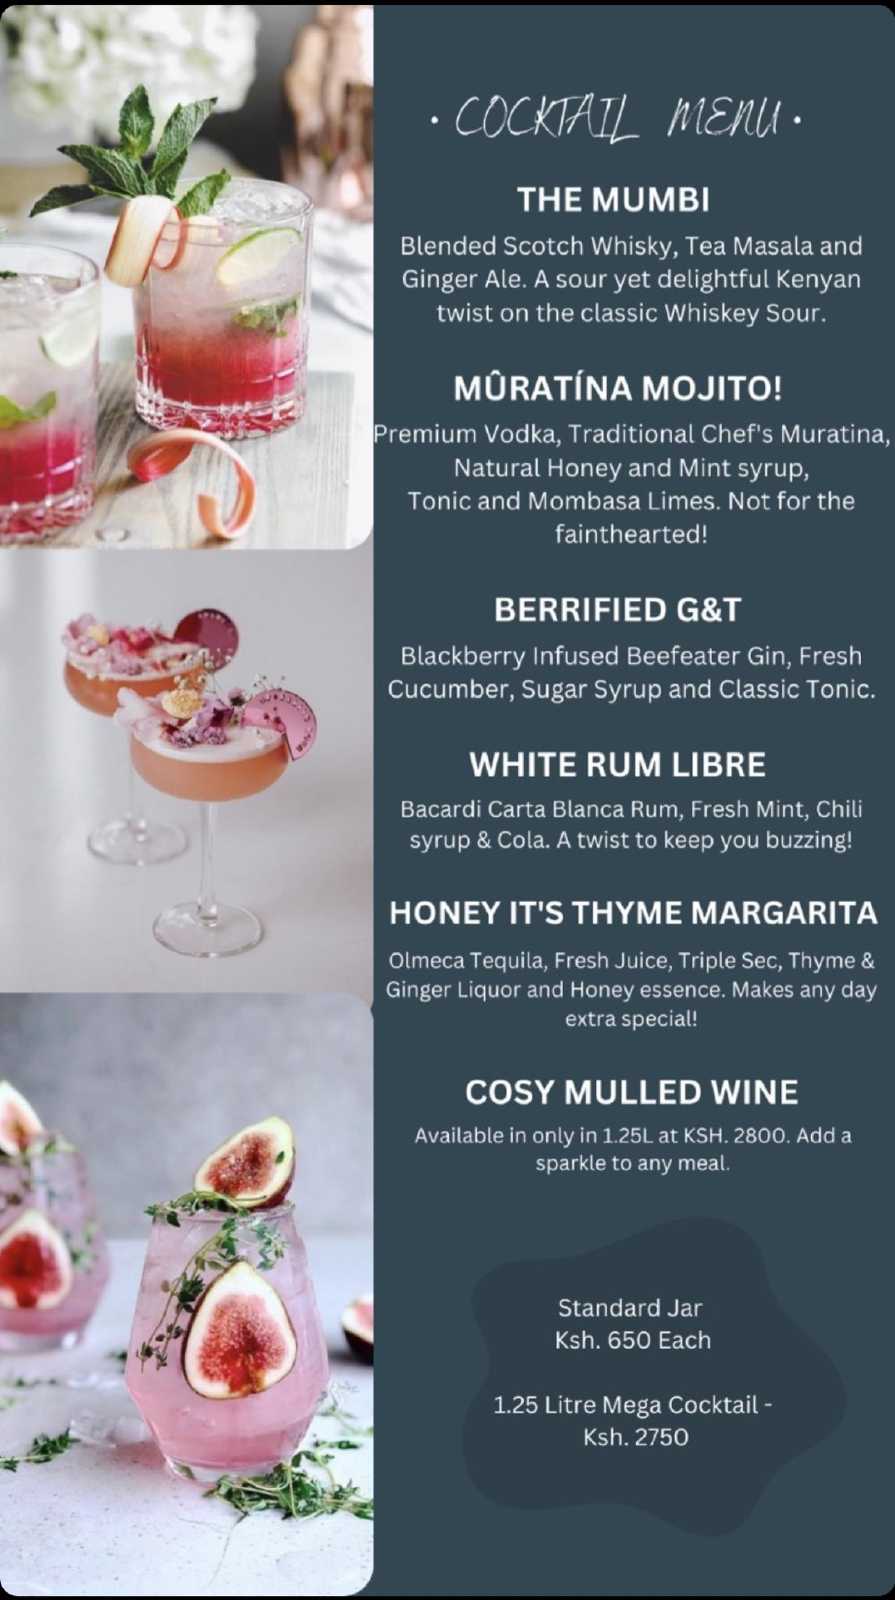 • COCKTAIL MENU •
THE MUMBI
Blended Scotch Whisky, Tea Masala and
Ginger Ale. A sour yet delightful Kenyan
twist on the classic Whiskey Sour.
MÛRATÍNA MOJITO!
Premium Vodka, Traditional Chef's Muratina,
Natural Honey and Mint syrup,
Tonic and Mombasa Limes. Not for the
fainthearted!
BERRIFIED G&T
Blackberry Infused Beefeater Gin, Fresh
Cucumber, Sugar Syrup and Classic Tonic.
WHITE RUM LIBRE
Bacardi Carta Blanca Rum, Fresh Mint, Chili
syrup & Cola. A twist to keep you buzzing!
HONEY IT'S THYME MARGARITA
Olmeca Tequila, Fresh Juice, Triple Sec, Thyme &
Ginger Liquor and Honey essence. Makes any day
extra special!
COSY MULLED WINE
Available in only in 1.25L at KSH. 2800. Add a
sparkle to any meal.
Standard Jar
Ksh. 650 Each
1.25 Litre Mega Cocktail -
Ksh. 2750